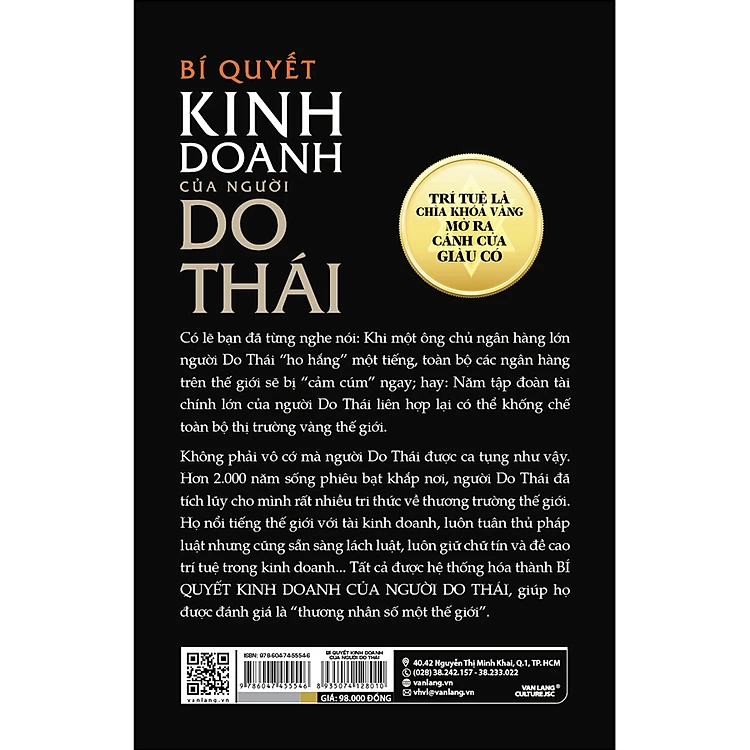 BÍ QUYẾT
KINH
DOANH
CỦA NGƯỜI
DO
THÁI
TRÍ TUỆ LÀ
CHÌA KHÓA VÀNG
MỞ RA
CÁNH CỬA
GIÀU CÓ
Có lẽ bạn đã từng nghe nói: Khi một ông chủ ngân hàng lớn
người Do Thái “ho hắng” một tiếng, toàn bộ các ngân hàng
trên thế giới sẽ bị “cảm cúm” ngay; hay: Năm tập đoàn tài
chính lớn của người Do Thái liên hợp lại có thể khống chế
toàn bộ thị trường vàng thế giới.
Không phải vô cớ mà người Do Thái được ca tụng như vậy.
Hơn 2.000 năm sống phiêu bạt khắp nơi, người Do Thái đã
tích lũy cho mình rất nhiều tri thức về thương trường thế giới.
Họ nổi tiếng thế giới với tài kinh doanh, luôn tuân thủ pháp
luật nhưng cũng sẵn sàng lách luật, luôn giữ chữ tín và đề cao
trí tuệ trong kinh doanh... Tất cả được hệ thống hóa thành BÍ
QUYẾT KINH DOANH CỦA NGƯỜI DO THÁI, giúp họ
được đánh giá là “thương nhân số một thế giới”.
vanlang.vn
ISBN: 978-604-74-5554-6
9 786047 455546
BÍ QUYẾT KINH DOANH
CỦA NGƯỜI DO THÁI
8 935074 128010
GIÁ: 98.000 ĐỒNG
40.42 Nguyễn Thị Minh Khai, Q.1, TP. HCM
(028) 38.242.157 - 38.233.022
vanlang.vn
vhvl@vanlang.vn
VAN LANG®
CULTURE JSC